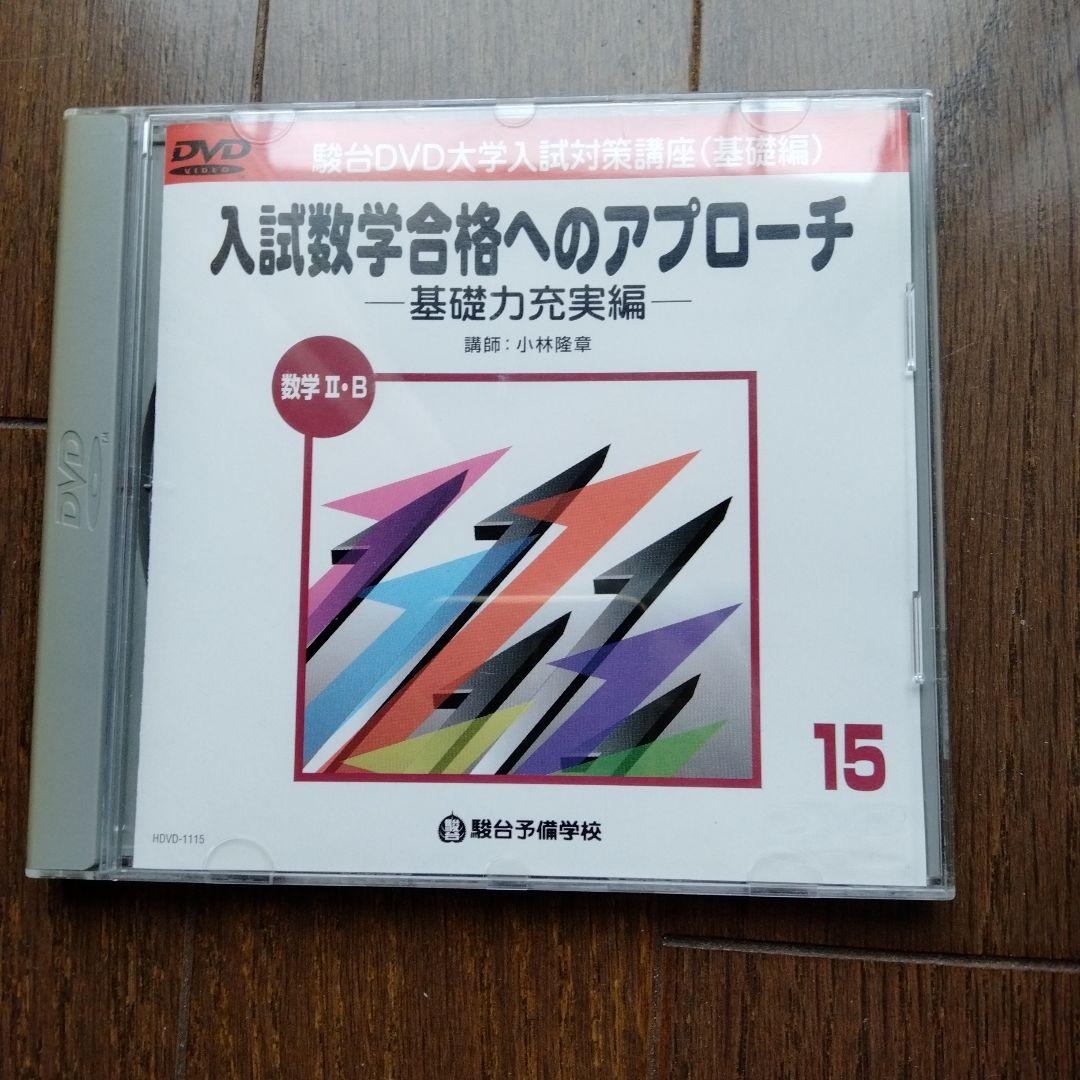 DVD
VIDEO
駿台DVD大学入試対策講座(基礎編)
入試数学合格へのアプローチ
―基礎力充実編―
講師：小林隆章
数学Ⅱ・B
DVD
15
HDVD-1115
駿台予備学校